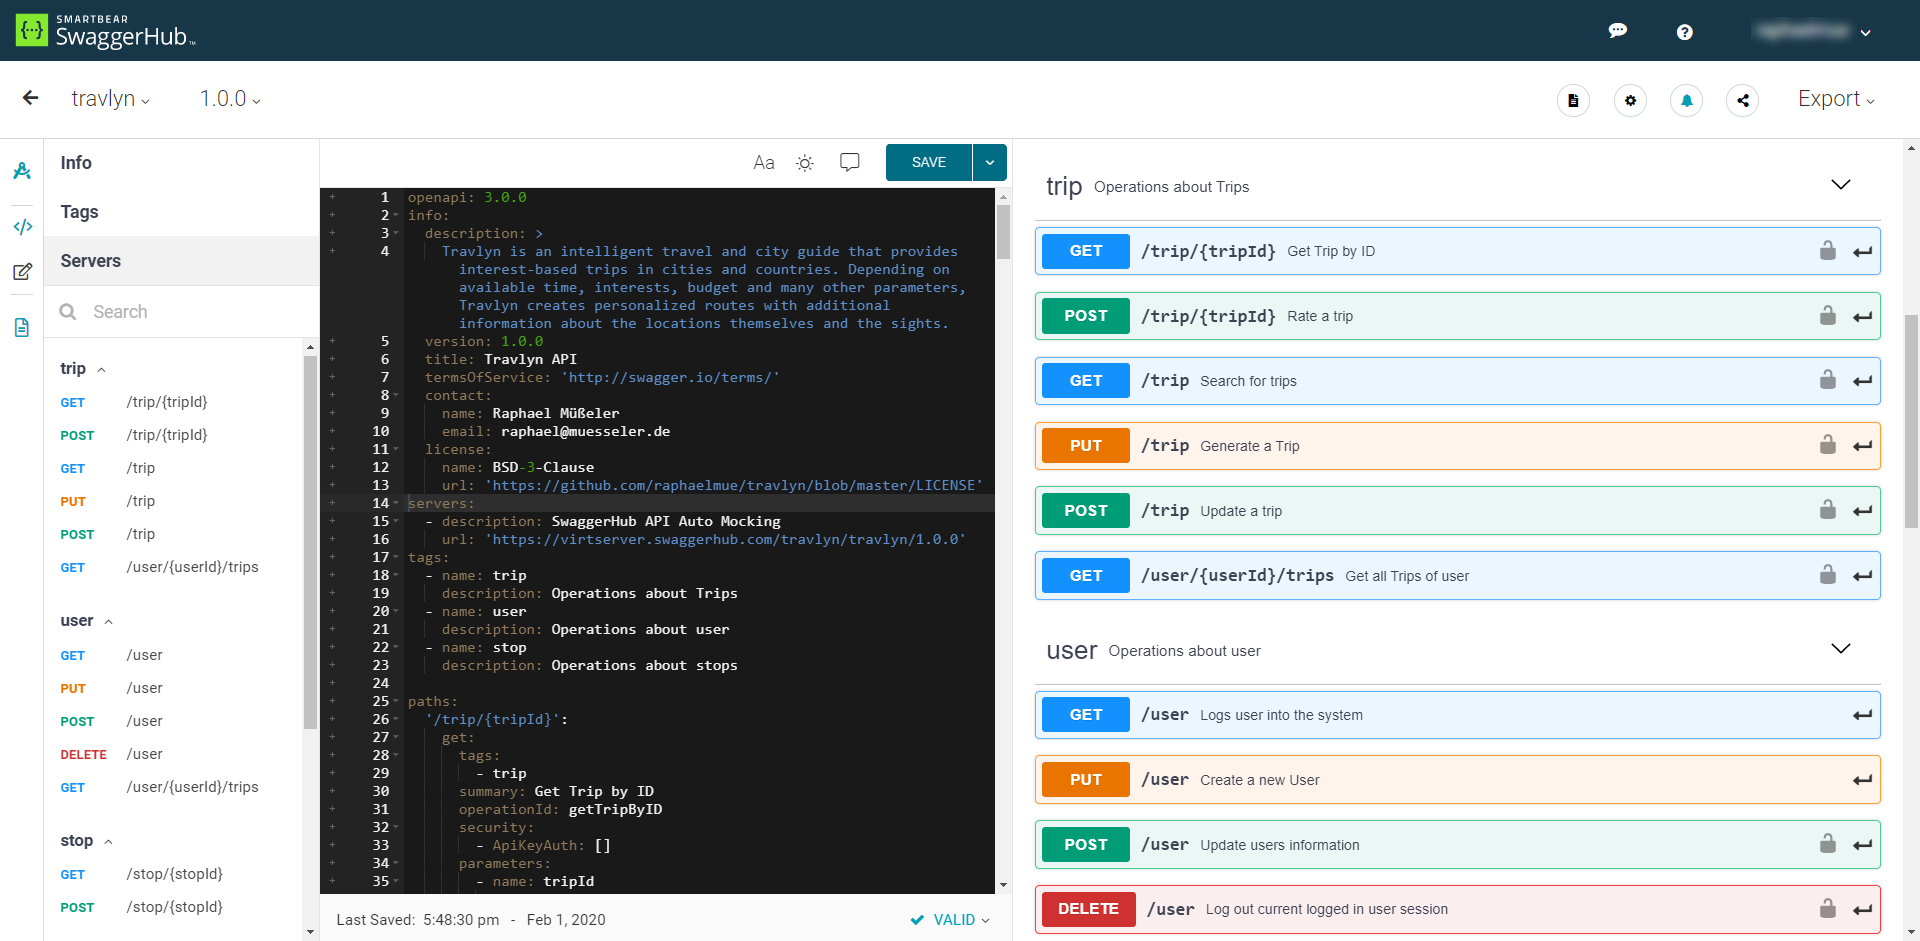 SMARTBEAR
SwaggerHub™
travlyn
1.0.0
Export
Info
Tags
Servers
Search
trip
GET /trip/{tripId}
POST /trip/{tripId}
GET /trip
PUT /trip
POST /trip
GET /user/{userId}/trips
user
GET /user
PUT /user
POST /user
DELETE /user
GET /user/{userId}/trips
stop
GET /stop/{stopId}
POST /stop/{stopId}
Aa
SAVE
1 openapi: 3.0.0
2 info:
3 description: >
4 Travlyn is an intelligent travel and city guide that provides
interest-based trips in cities and countries. Depending on
available time, interests, budget and many other parameters,
Travlyn creates personalized routes with additional
information about the locations themselves and the sights.
5 version: 1.0.0
6 title: Travlyn API
7 termsOfService: 'http://swagger.io/terms/'
8 contact:
9 name: Raphael Müßeler
10 email: raphael@muesseler.de
11 license:
12 name: BSD-3-Clause
13 url: 'https://github.com/raphaelmue/travlyn/blob/master/LICENSE'
14 servers:
15 - description: SwaggerHub API Auto Mocking
16 url: 'https://virtserver.swaggerhub.com/travlyn/travlyn/1.0.0'
17 tags:
18 - name: trip
19 description: Operations about Trips
20 - name: user
21 description: Operations about user
22 - name: stop
23 description: Operations about stops
24
25 paths:
26 '/trip/{tripId}':
27 get:
28 tags:
29 - trip
30 summary: Get Trip by ID
31 operationId: getTripByID
32 security:
33 - ApiKeyAuth: []
34 parameters:
35 - name: tripId
Last Saved: 5:48:30 pm - Feb 1, 2020
VALID
trip Operations about Trips
GET /trip/{tripId} Get Trip by ID
POST /trip/{tripId} Rate a trip
GET /trip Search for trips
PUT /trip Generate a Trip
POST /trip Update a trip
GET /user/{userId}/trips Get all Trips of user
user Operations about user
GET /user Logs user into the system
PUT /user Create a new User
POST /user Update users information
DELETE /user Log out current logged in user session